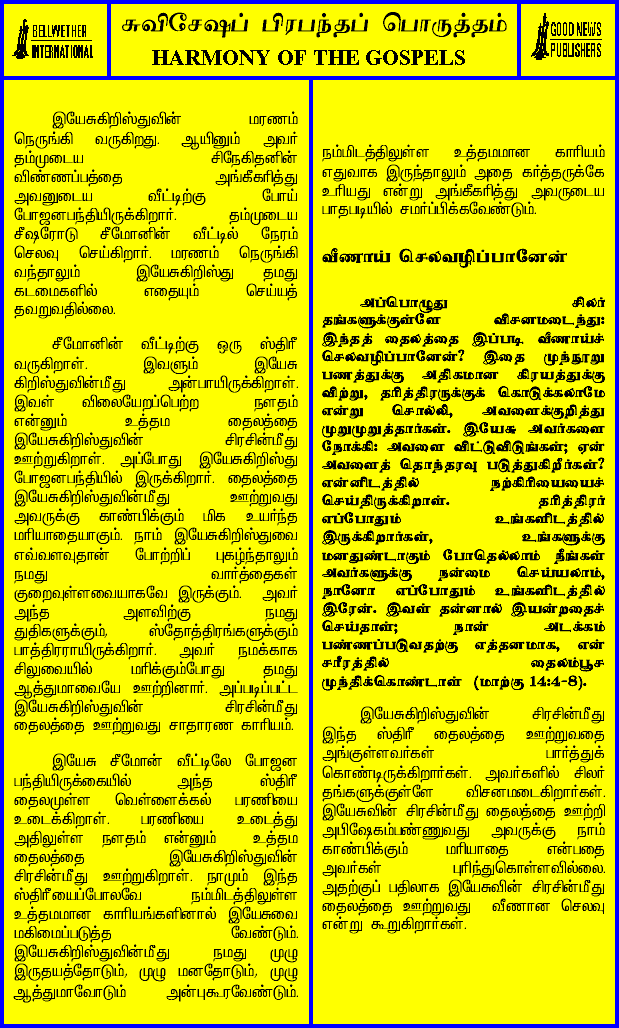 BELLWETHER
INTERNATIONAL
சுவிசேஷப் பிரபந்தப் பொருத்தம்
HARMONY OF THE GOSPELS
GOOD NEWS
PUBLISHERS
இயேசுகிறிஸ்துவின் மரணம்
நெருங்கி வருகிறது. ஆயினும் அவர்
தம்முடைய சிநேகிதனின்
விண்ணப்பத்தை அங்கீகரித்து
அவனுடைய வீட்டிற்கு போய்
போஜனபந்தியிருக்கிறார். தம்முடைய
சீஷரோடு சீமோனின் வீட்டில் நேரம்
செலவு செய்கிறார். மரணம் நெருங்கி
வந்தாலும் இயேசுகிறிஸ்து தமது
கடமைகளில் எதையும் செய்யத்
தவறுவதில்லை.
சீமோனின் வீட்டிற்கு ஒரு ஸ்திரீ
வருகிறாள். இவளும் இயேசு
கிறிஸ்துவின்மீது அன்பாயிருக்கிறாள்.
இவள் விலையேறப்பெற்ற நளதம்
என்னும் உத்தம தைலத்தை
இயேசுகிறிஸ்துவின் சிரசின்மீது
ஊற்றுகிறாள். அப்போது இயேசுகிறிஸ்து
போஜனபந்தியில் இருக்கிறார். தைலத்தை
இயேசுகிறிஸ்துவின்மீது ஊற்றுவது
அவருக்கு காண்பிக்கும் மிக உயர்ந்த
மரியாதையாகும். நாம் இயேசுகிறிஸ்துவை
எவ்வளவுதான் போற்றிப் புகழ்ந்தாலும்
நமது வார்த்தைகள்
குறைவுள்ளவையாகவே இருக்கும். அவர்
அந்த அளவிற்கு நமது
துதிகளுக்கும், ஸ்தோத்திரங்களுக்கும்
பாத்திரராயிருக்கிறார். அவர் நமக்காக
சிலுவையில் மரிக்கும்போது தமது
ஆத்துமாவையே ஊற்றினார். அப்படிப்பட்ட
இயேசுகிறிஸ்துவின் சிரசின்மீது
தைலத்தை ஊற்றுவது சாதாரண காரியம்.
இயேசு சீமோன் வீட்டிலே போஜன
பந்தியிருக்கையில் அந்த ஸ்திரீ
தைலமுள்ள வெள்ளைக்கல் பரணியை
உடைக்கிறாள். பரணியை உடைத்து
அதிலுள்ள நளதம் என்னும் உத்தம
தைலத்தை இயேசுகிறிஸ்துவின்
சிரசின்மீது ஊற்றுகிறாள். நாமும் இந்த
ஸ்திரீயைப்போலவே நம்மிடத்திலுள்ள
உத்தமமான காரியங்களினால் இயேசுவை
மகிமைப்படுத்த வேண்டும்.
இயேசுகிறிஸ்துவின்மீது நமது முழு
இருதயத்தோடும், முழு மனதோடும், முழு
ஆத்துமாவோடும் அன்புகூரவேண்டும்.
நம்மிடத்திலுள்ள உத்தமமான காரியம்
எதுவாக இருந்தாலும் அதை கர்த்தருக்கே
உரியது என்று அங்கீகரித்து அவருடைய
பாதபடியில் சமர்ப்பிக்கவேண்டும்.
வீணாய் செலவழிப்பானேன்
அப்பொழுது சிலர்
தங்களுக்குள்ளே விசனமடைந்து:
இந்தத் தைலத்தை இப்படி வீணாய்ச்
செலவழிப்பானேன்? இதை முந்நூறு
பணத்துக்கு அதிகமான கிரயத்துக்கு
விற்று, தரித்திரருக்குக் கொடுக்கலாமே
என்று சொல்லி, அவளைக்குறித்து
முறுமுறுத்தார்கள். இயேசு அவர்களை
நோக்கி: அவளை விட்டுவிடுங்கள்; ஏன்
அவளைத் தொந்தரவு படுத்துகிறீர்கள்?
என்னிடத்தில் நற்கிரியையைச்
செய்திருக்கிறாள். தரித்திரர்
எப்போதும் உங்களிடத்தில்
இருக்கிறார்கள், உங்களுக்கு
மனதுண்டாகும் போதெல்லாம் நீங்கள்
அவர்களுக்கு நன்மை செய்யலாம்,
நானோ எப்போதும் உங்களிடத்தில்
இரேன். இவள் தன்னால் இயன்றதைச்
செய்தாள்; நான் அடக்கம்
பண்ணப்படுவதற்கு எத்தனமாக, என்
சரீரத்தில் தைலம்பூச
முந்திக்கொண்டாள் (மாற்கு 14:4-8).
இயேசுகிறிஸ்துவின் சிரசின்மீது
இந்த ஸ்திரீ தைலத்தை ஊற்றுவதை
அங்குள்ளவர்கள் பார்த்துக்
கொண்டிருக்கிறார்கள். அவர்களில் சிலர்
தங்களுக்குள்ளே விசனமடைகிறார்கள்.
இயேசுவின் சிரசின்மீது தைலத்தை ஊற்றி
அபிஷேகம்பண்ணுவது அவருக்கு நாம்
காண்பிக்கும் மரியாதை என்பதை
அவர்கள் புரிந்துகொள்ளவில்லை.
அதற்குப் பதிலாக இயேசுவின் சிரசின்மீது
தைலத்தை ஊற்றுவது வீணான செலவு
என்று கூறுகிறார்கள்.